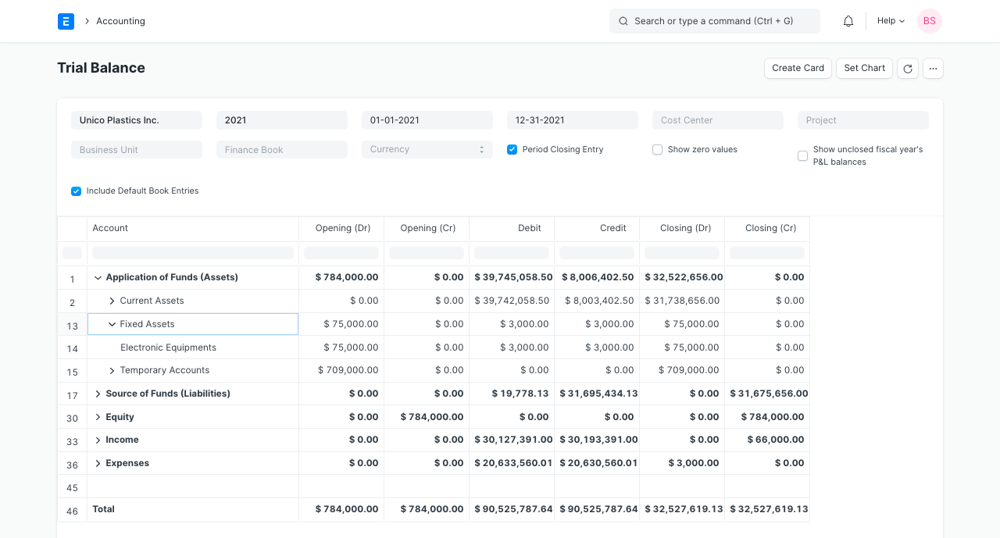 Accounting
Search or type a command (Ctrl + G)
Help
BS
Trial Balance
Create Card
Set Chart
Unico Plastics Inc. 2021 01-01-2021 12-31-2021 Cost Center Project
Business Unit Finance Book Currency Period Closing Entry Show zero values Show unclosed fiscal year's
P&L balances
Include Default Book Entries
Account Opening (Dr) Opening (Cr) Debit Credit Closing (Dr) Closing (Cr)
1 Application of Funds (Assets) $ 784,000.00 $ 0.00 $ 39,745,058.50 $ 8,006,402.50 $ 32,522,656.00 $ 0.00
2 Current Assets $ 0.00 $ 0.00 $ 39,742,058.50 $ 8,003,402.50 $ 31,738,656.00 $ 0.00
13 Fixed Assets $ 75,000.00 $ 0.00 $ 3,000.00 $ 3,000.00 $ 75,000.00 $ 0.00
14 Electronic Equipments $ 75,000.00 $ 0.00 $ 3,000.00 $ 3,000.00 $ 75,000.00 $ 0.00
15 Temporary Accounts $ 709,000.00 $ 0.00 $ 0.00 $ 0.00 $ 709,000.00 $ 0.00
17 Source of Funds (Liabilities) $ 0.00 $ 0.00 $ 19,778.13 $ 31,695,434.13 $ 0.00 $ 31,675,656.00
30 Equity $ 0.00 $ 784,000.00 $ 0.00 $ 0.00 $ 0.00 $ 784,000.00
33 Income $ 0.00 $ 0.00 $ 30,127,391.00 $ 30,193,391.00 $ 0.00 $ 66,000.00
36 Expenses $ 0.00 $ 0.00 $ 20,633,560.01 $ 20,630,560.01 $ 3,000.00 $ 0.00
45
46 Total $ 784,000.00 $ 784,000.00 $ 90,525,787.64 $ 90,525,787.64 $ 32,527,619.13 $ 32,527,619.13